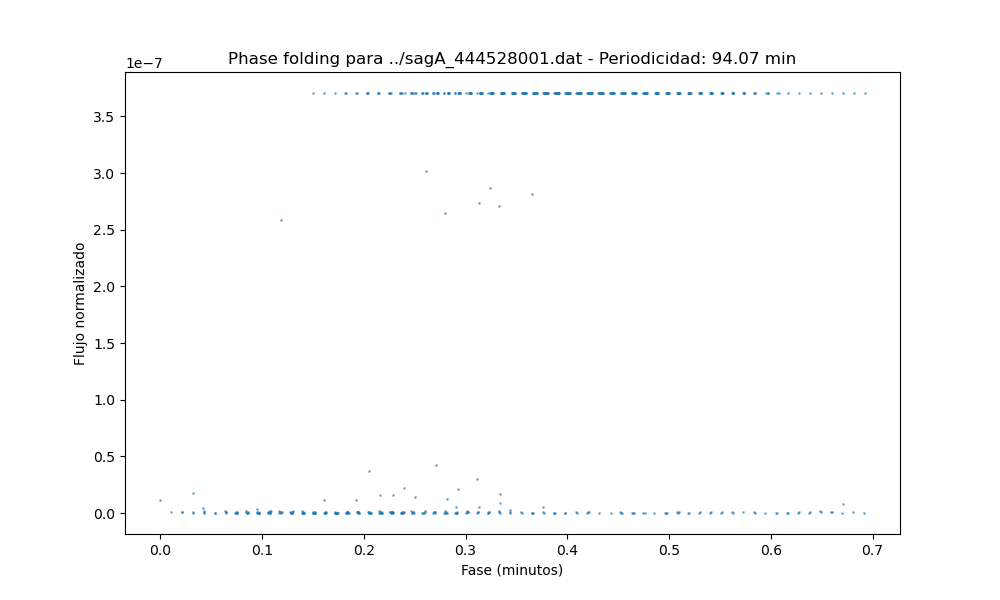 Phase folding para ../sagA_444528001.dat - Periodicidad: 94.07 min
1e−7
3.5
3.0
2.5
2.0
1.5
1.0
0.5
0.0
Flujo normalizado
0.0 0.1 0.2 0.3 0.4 0.5 0.6 0.7
Fase (minutos)